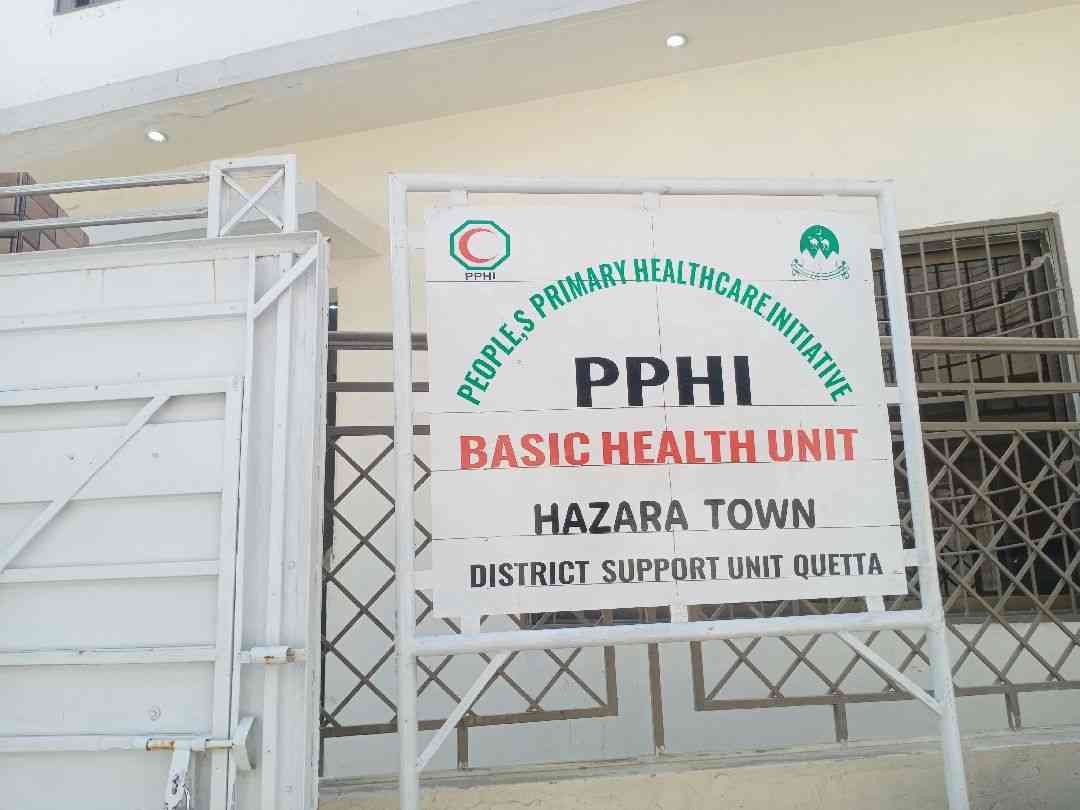 PPHI
PEOPLE,S PRIMARY HEALTHCARE INITIATIVE
PPHI
BASIC HEALTH UNIT
HAZARA TOWN
DISTRICT SUPPORT UNIT QUETTA